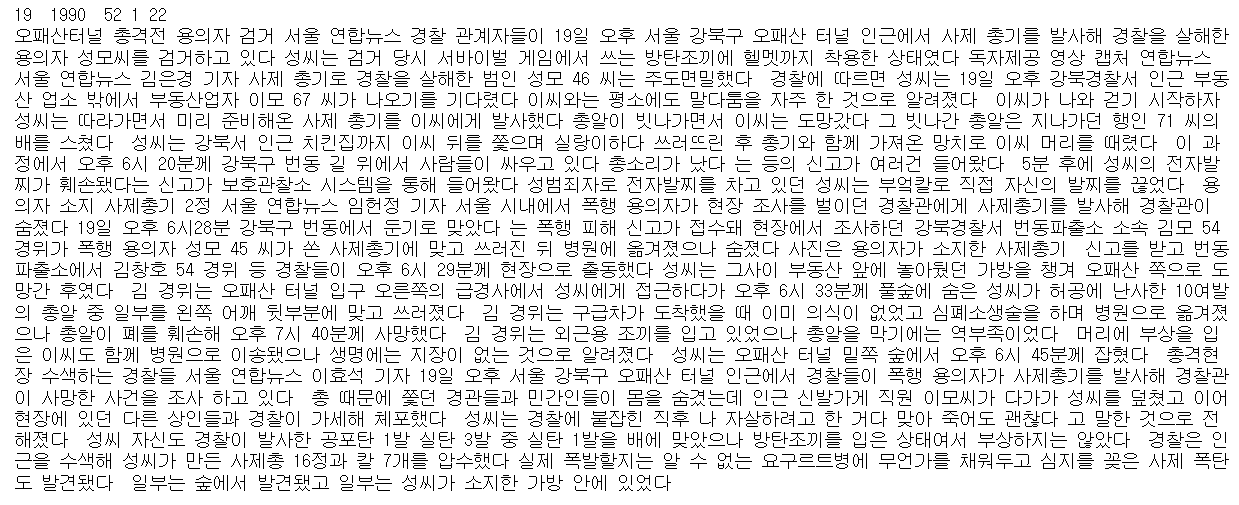 19  1990  52 1 22
오패산터널 총격전 용의자 검거 서울 연합뉴스 경찰 관계자들이 19일 오후 서울 강북구 오패산 터널 인근에서 사제 총기를 발사해 경찰을 살해한
용의자 성모씨를 검거하고 있다 성씨는 검거 당시 서바이벌 게임에서 쓰는 방탄조끼에 헬멧까지 착용한 상태였다 독자제공 영상 캡처 연합뉴스
서울 연합뉴스 김은경 기자 사제 총기로 경찰을 살해한 범인 성모 46 씨는 주도면밀했다  경찰에 따르면 성씨는 19일 오후 강북경찰서 인근 부동
산 업소 밖에서 부동산업자 이모 67 씨가 나오기를 기다렸다 이씨와는 평소에도 말다툼을 자주 한 것으로 알려졌다  이씨가 나와 걷기 시작하자
성씨는 따라가면서 미리 준비해온 사제 총기를 이씨에게 발사했다 총알이 빗나가면서 이씨는 도망갔다 그 빗나간 총알은 지나가던 행인 71 씨의
배를 스쳤다  성씨는 강북서 인근 치킨집까지 이씨 뒤를 쫓으며 실랑이하다 쓰러뜨린 후 총기와 함께 가져온 망치로 이씨 머리를 때렸다  이 과
정에서 오후 6시 20분께 강북구 번동 길 위에서 사람들이 싸우고 있다 총소리가 났다 는 등의 신고가 여러건 들어왔다  5분 후에 성씨의 전자발
찌가 훼손됐다는 신고가 보호관찰소 시스템을 통해 들어왔다 성범죄자로 전자발찌를 차고 있던 성씨는 부엌칼로 직접 자신의 발찌를 끊었다  용
의자 소지 사제총기 2정 서울 연합뉴스 임헌정 기자 서울 시내에서 폭행 용의자가 현장 조사를 벌이던 경찰관에게 사제총기를 발사해 경찰관이
숨졌다 19일 오후 6시28분 강북구 번동에서 둔기로 맞았다 는 폭행 피해 신고가 접수돼 현장에서 조사하던 강북경찰서 번동파출소 소속 김모 54
경위가 폭행 용의자 성모 45 씨가 쏜 사제총기에 맞고 쓰러진 뒤 병원에 옮겨졌으나 숨졌다 사진은 용의자가 소지한 사제총기  신고를 받고 번동
파출소에서 김창호 54 경위 등 경찰들이 오후 6시 29분께 현장으로 출동했다 성씨는 그사이 부동산 앞에 놓아뒀던 가방을 챙겨 오패산 쪽으로 도
망간 후였다  김 경위는 오패산 터널 입구 오른쪽의 급경사에서 성씨에게 접근하다가 오후 6시 33분께 풀숲에 숨은 성씨가 허공에 난사한 10여발
의 총알 중 일부를 왼쪽 어깨 뒷부분에 맞고 쓰러졌다  김 경위는 구급차가 도착했을 때 이미 의식이 없었고 심폐소생술을 하며 병원으로 옮겨졌
으나 총알이 폐를 훼손해 오후 7시 40분께 사망했다  김 경위는 외근용 조끼를 입고 있었으나 총알을 막기에는 역부족이었다  머리에 부상을 입
은 이씨도 함께 병원으로 이송됐으나 생명에는 지장이 없는 것으로 알려졌다  성씨는 오패산 터널 밑쪽 숲에서 오후 6시 45분께 잡혔다  총격현
장 수색하는 경찰들 서울 연합뉴스 이효석 기자 19일 오후 서울 강북구 오패산 터널 인근에서 경찰들이 폭행 용의자가 사제총기를 발사해 경찰관
이 사망한 사건을 조사 하고 있다  총 때문에 쫓던 경관들과 민간인들이 몸을 숨겼는데 인근 신발가게 직원 이모씨가 다가가 성씨를 덮쳤고 이어
현장에 있던 다른 상인들과 경찰이 가세해 체포했다  성씨는 경찰에 붙잡힌 직후 나 자살하려고 한 거다 맞아 죽어도 괜찮다 고 말한 것으로 전
해졌다  성씨 자신도 경찰이 발사한 공포탄 1발 실탄 3발 중 실탄 1발을 배에 맞았으나 방탄조끼를 입은 상태여서 부상하지는 않았다  경찰은 인
근을 수색해 성씨가 만든 사제총 16정과 칼 7개를 압수했다 실제 폭발할지는 알 수 없는 요구르트병에 무언가를 채워두고 심지를 꽂은 사제 폭탄
도 발견됐다  일부는 숲에서 발견됐고 일부는 성씨가 소지한 가방 안에 있었다